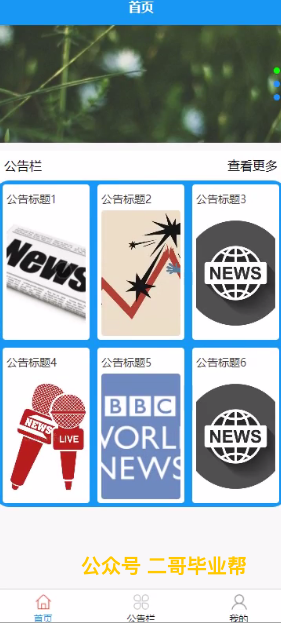 首页
公告栏 查看更多
公告标题1 公告标题2 公告标题3
News
NEWS
公告标题4 公告标题5 公告标题6
NEWS LIVE
BBC
WORL
NEWS
NEWS
公众号 二哥毕业帮
首页 公告栏 我的